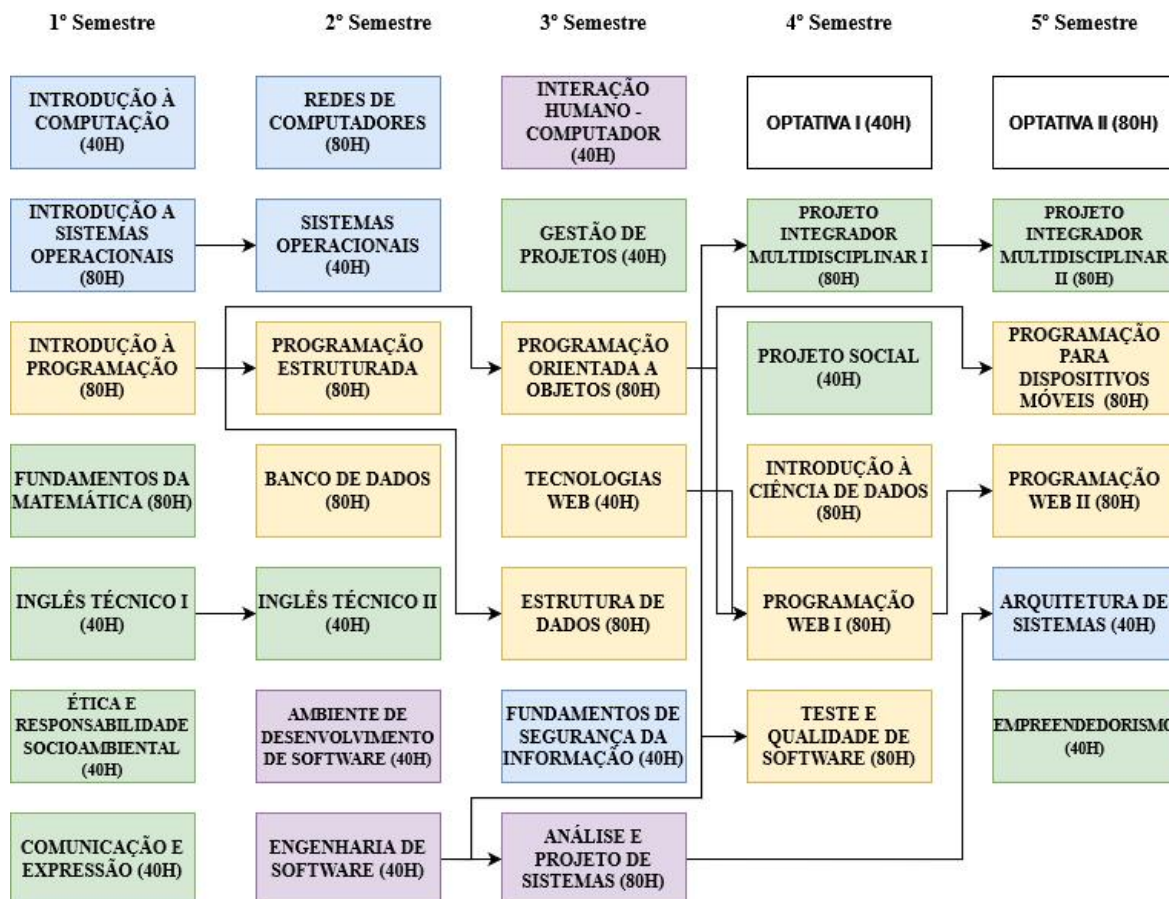 1º Semestre
2º Semestre
3º Semestre
4º Semestre
5º Semestre
INTRODUÇÃO À
COMPUTAÇÃO
(40H)
REDES DE
COMPUTADORES
(80H)
INTERAÇÃO
HUMANO -
COMPUTADOR
(40H)
OPTATIVA I (40H)
OPTATIVA II (80H)
INTRODUÇÃO A
SISTEMAS
OPERACIONAIS
(80H)
SISTEMAS
OPERACIONAIS
(40H)
GESTÃO DE
PROJETOS (40H)
PROJETO
INTEGRADOR
MULTIDISCIPLINAR I
(80H)
PROJETO
INTEGRADOR
MULTIDISCIPLINAR
II (80H)
INTRODUÇÃO À
PROGRAMAÇÃO
(80H)
PROGRAMAÇÃO
ESTRUTURADA
(80H)
PROGRAMAÇÃO
ORIENTADA A
OBJETOS (80H)
PROJETO SOCIAL
(40H)
PROGRAMAÇÃO
PARA
DISPOSITIVOS
MÓVEIS (80H)
FUNDAMENTOS DA
MATEMÁTICA (80H)
BANCO DE DADOS
(80H)
TECNOLOGIAS
WEB (40H)
INTRODUÇÃO À
CIÊNCIA DE DADOS
(80H)
PROGRAMAÇÃO
WEB II (80H)
INGLÊS TÉCNICO I
(40H)
INGLÊS TÉCNICO II
(40H)
ESTRUTURA DE
DADOS (80H)
PROGRAMAÇÃO
WEB I (80H)
ARQUITETURA DE
SISTEMAS (40H)
ÉTICA E
RESPONSABILIDADE
SOCIOAMBIENTAL
(40H)
AMBIENTE DE
DESENVOLVIMENTO
DE SOFTWARE (40H)
FUNDAMENTOS DE
SEGURANÇA DA
INFORMAÇÃO (40H)
TESTE E
QUALIDADE DE
SOFTWARE (80H)
EMPREENDEDORISMO
(40H)
COMUNICAÇÃO E
EXPRESSÃO (40H)
ENGENHARIA DE
SOFTWARE (40H)
ANÁLISE E
PROJETO DE
SISTEMAS (80H)